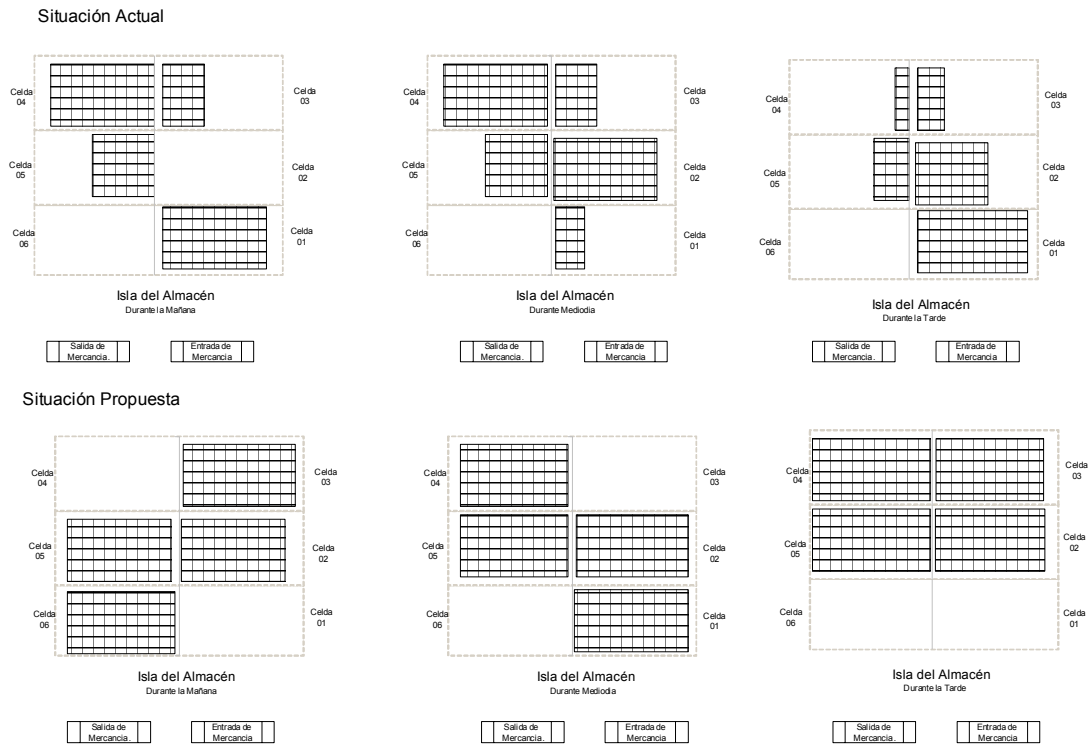 Situación Actual
Celda
04
Celda
03
Celda
05
Celda
02
Celda
06
Celda
01
Isla del Almacén
Durante la Mañana
Salida de
Mercancia.
Entrada de
Mercancia
Celda
04
Celda
03
Celda
05
Celda
02
Celda
06
Celda
01
Isla del Almacén
Durante Mediodia
Salida de
Mercancia.
Entrada de
Mercancia
Celda
04
Celda
03
Celda
05
Celda
02
Celda
06
Celda
01
Isla del Almacén
Durante la Tarde
Salida de
Mercancia.
Entrada de
Mercancia
Situación Propuesta
Celda
04
Celda
03
Celda
05
Celda
02
Celda
06
Celda
01
Isla del Almacén
Durante la Mañana
Salida de
Mercancia.
Entrada de
Mercancia
Celda
04
Celda
03
Celda
05
Celda
02
Celda
06
Celda
01
Isla del Almacén
Durante Mediodia
Salida de
Mercancia.
Entrada de
Mercancia
Celda
04
Celda
03
Celda
05
Celda
02
Celda
06
Celda
01
Isla del Almacén
Durante la Tarde
Salida de
Mercancia.
Entrada de
Mercancia